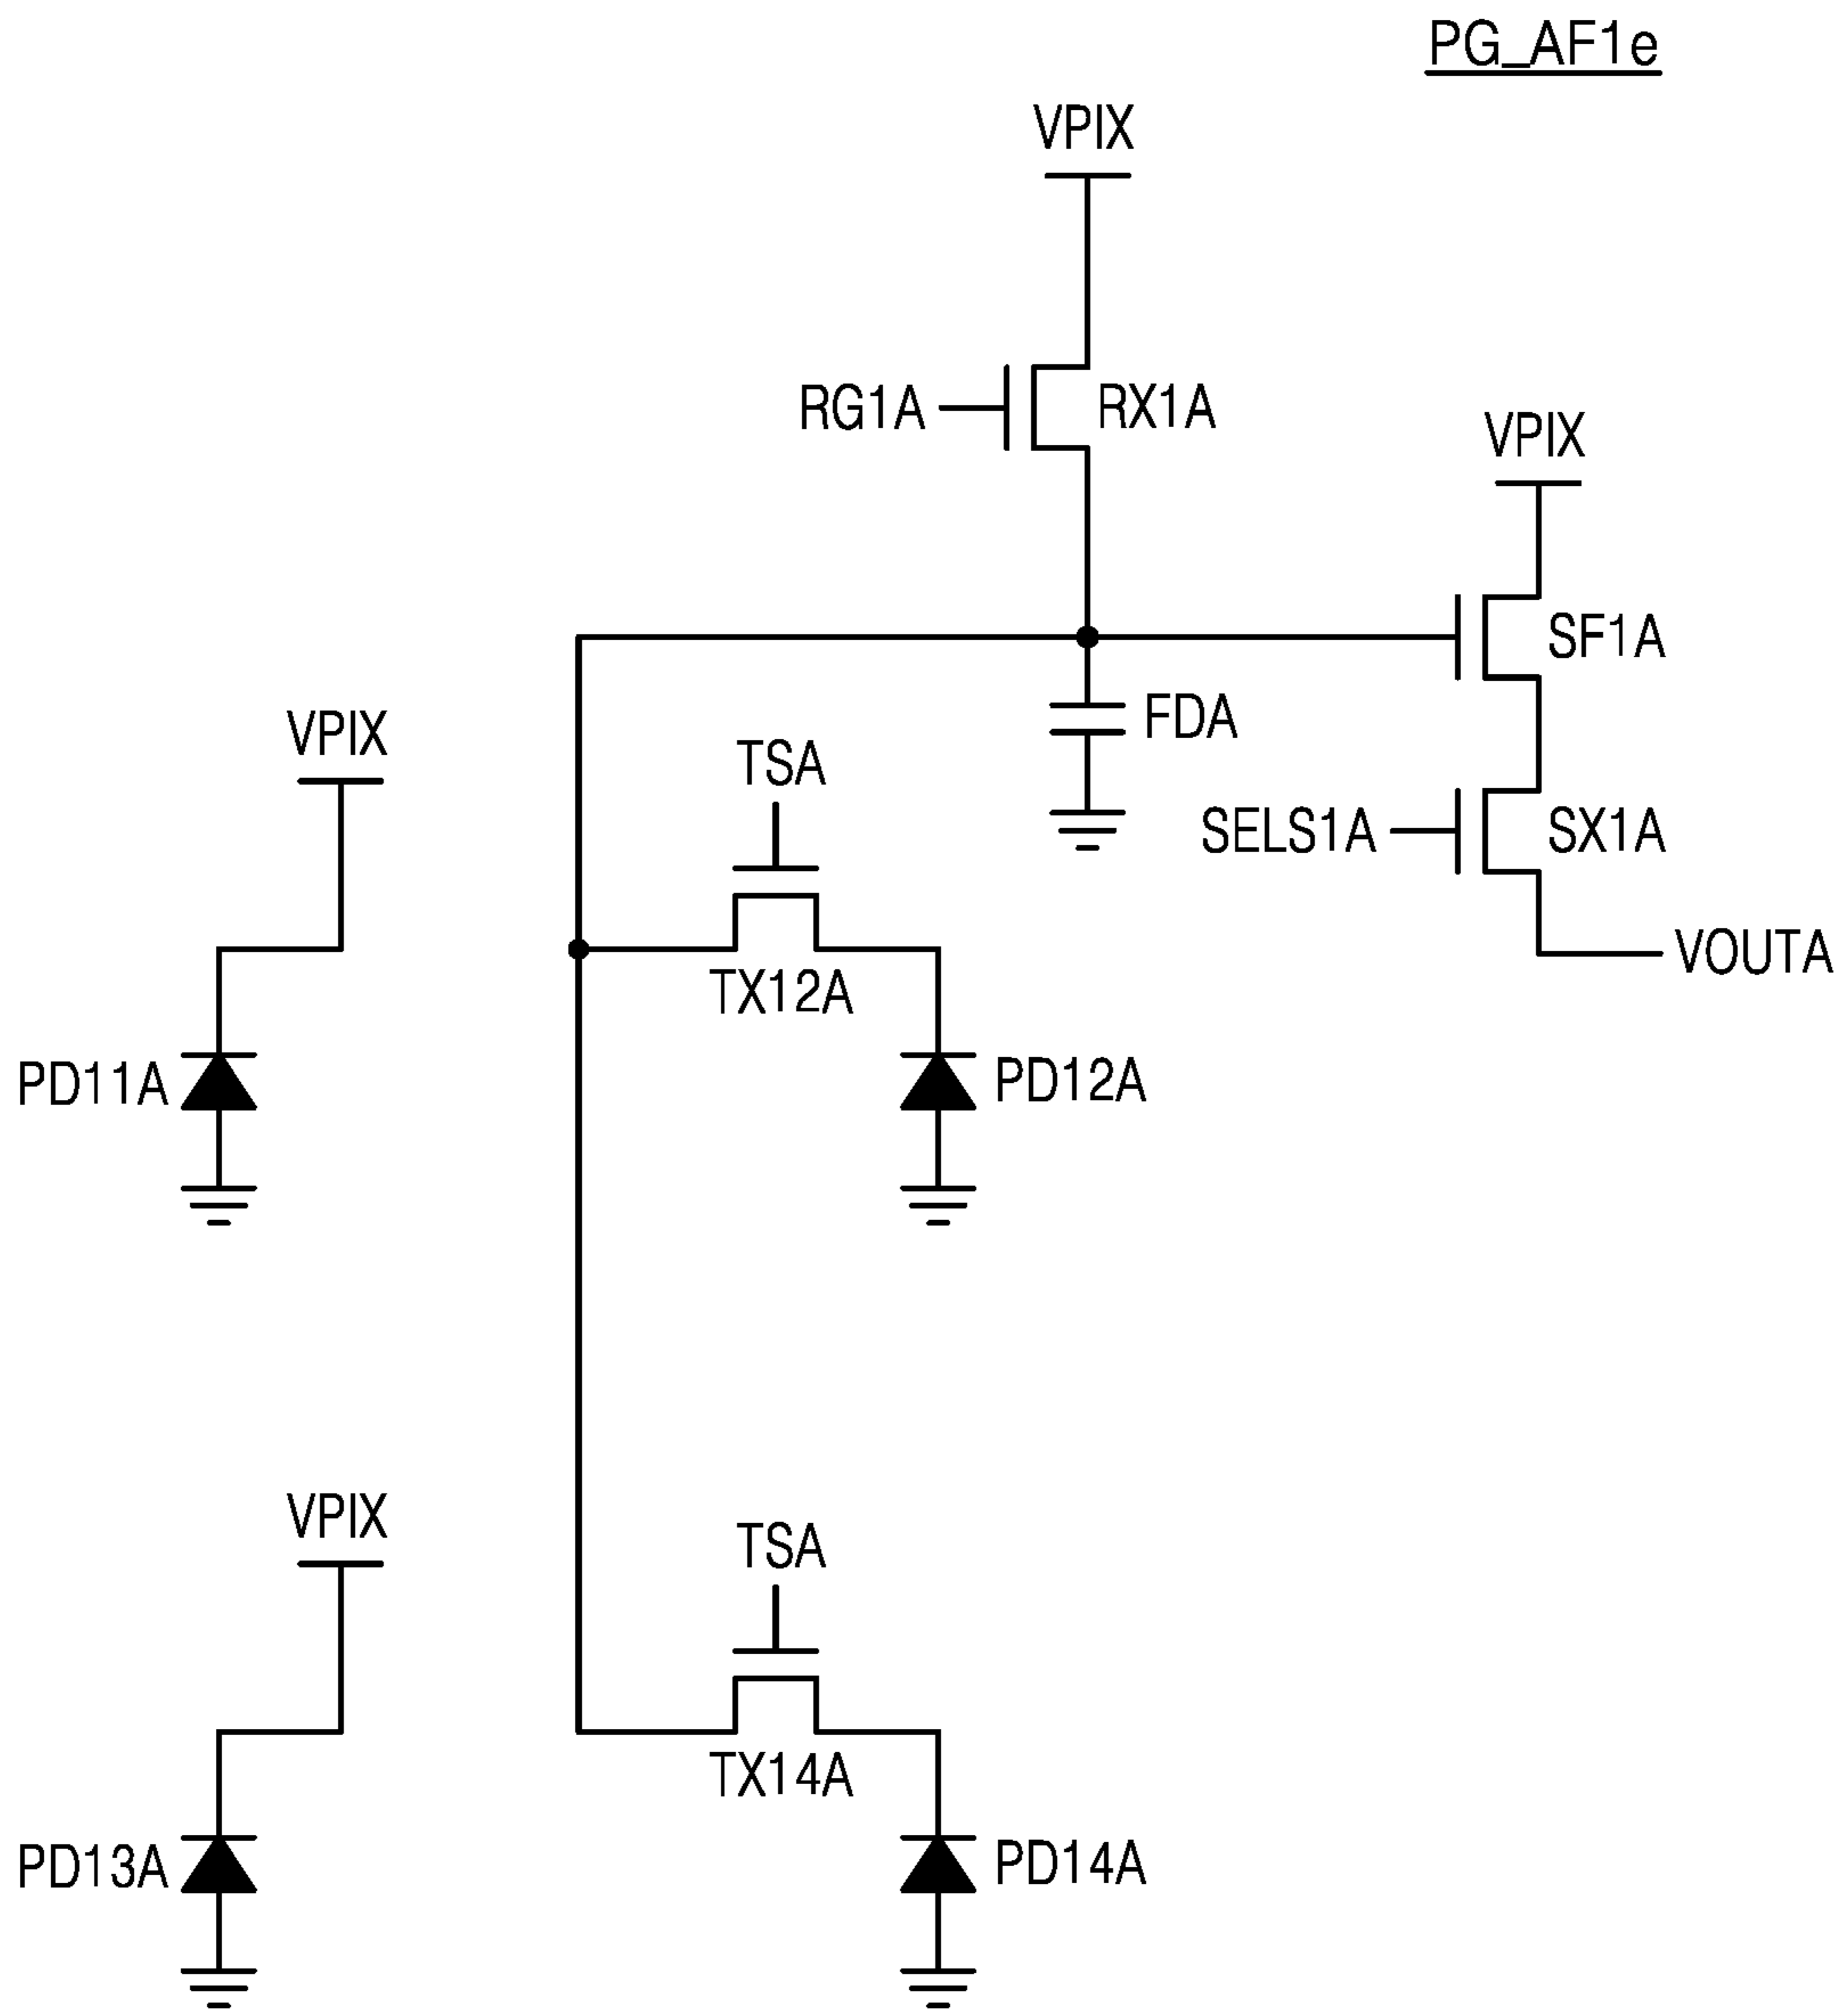 PG_AF1e
VPIX
RG1A
RX1A
VPIX
SF1A
FDA
VPIX
TSA
SELS1A
SX1A
VOUTA
TX12A
PD11A
PD12A
VPIX
TSA
TX14A
PD13A
PD14A